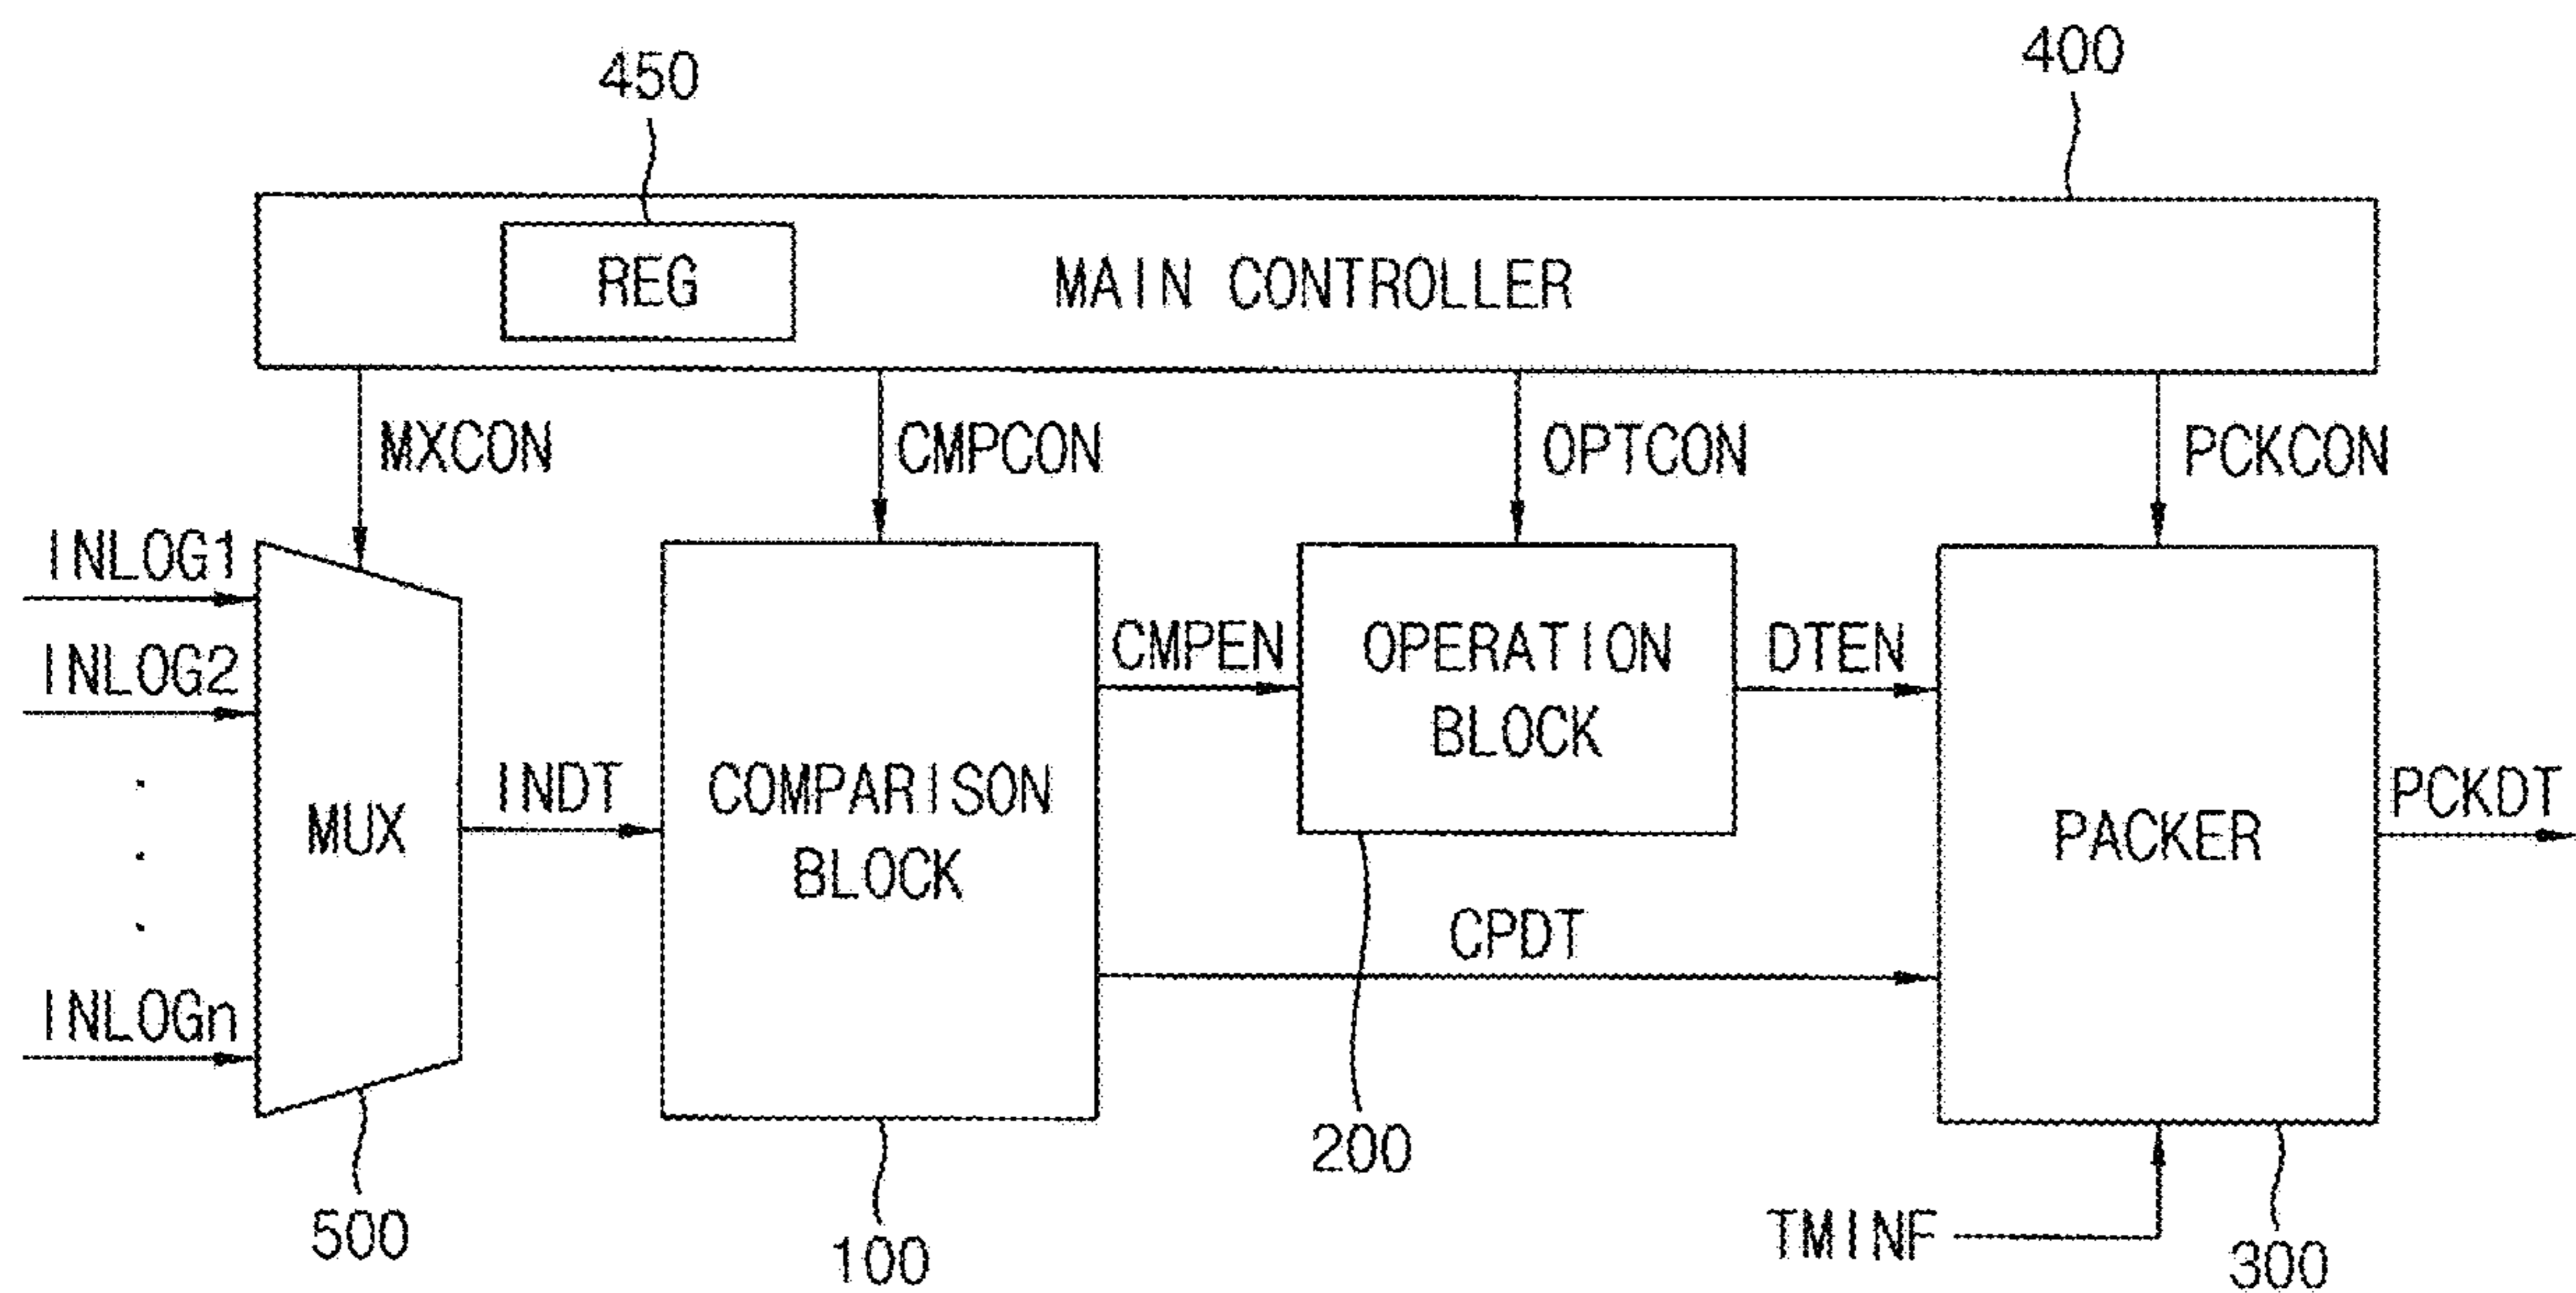 450
400
REG
MAIN CONTROLLER
MXCON
CMPCON
OPTCON
PCKCON
INLOG1
INLOG2
INLOGn
MUX
INDT
COMPARISON
BLOCK
CMPEN
OPERATION
BLOCK
DTEN
CPDT
PACKER
PCKDT
TMINF
500
100
200
300